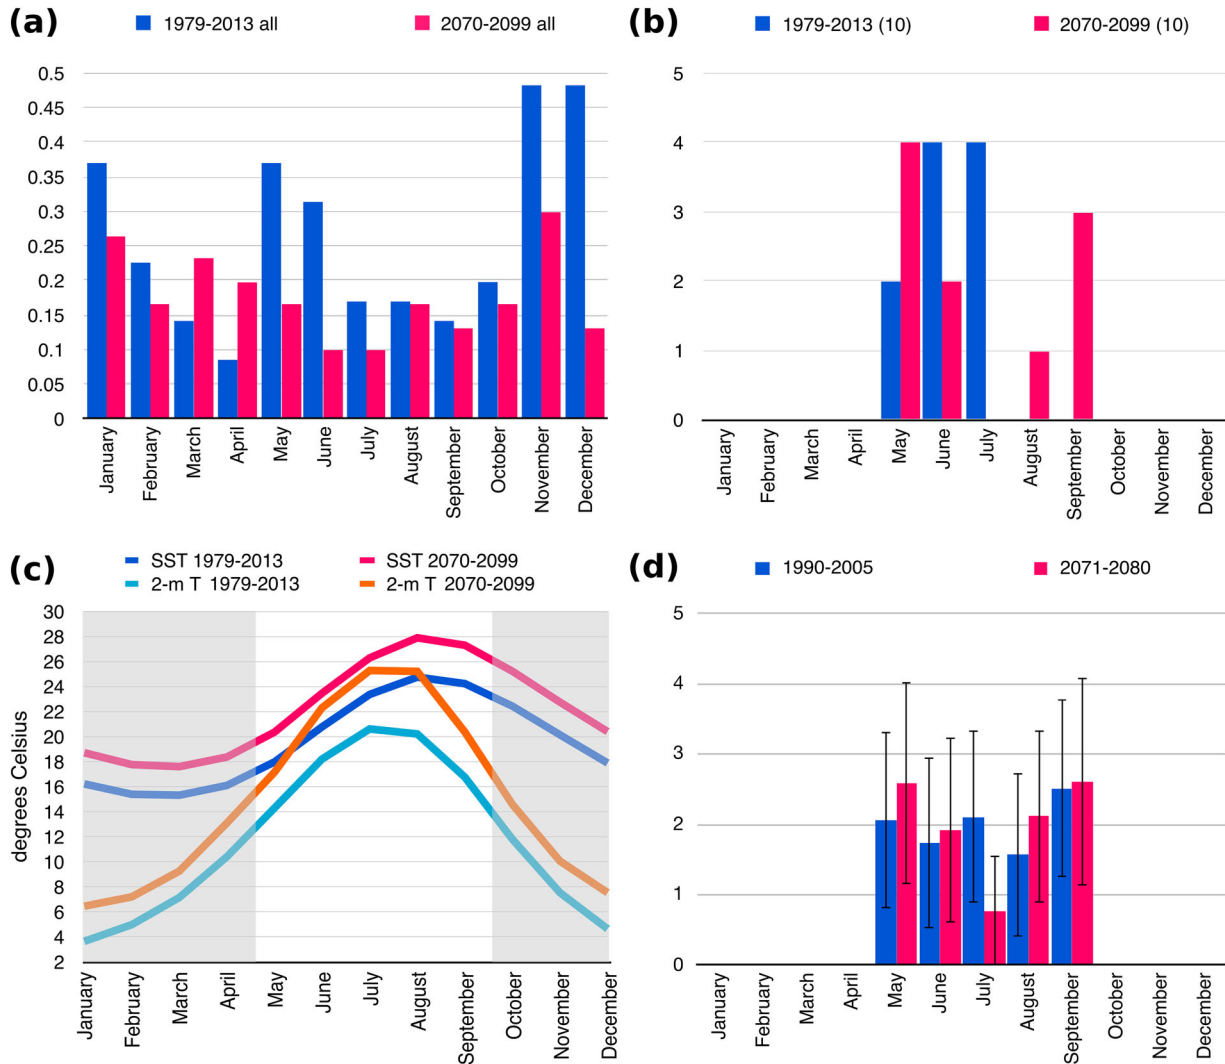 (a)
1979-2013 all
2070-2099 all
0.5
0.45
0.4
0.35
0.3
0.25
0.2
0.15
0.1
0.05
0
January
February
March
April
May
June
July
August
September
October
November
December
(b)
1979-2013 (10)
2070-2099 (10)
5
4
3
2
1
0
January
February
March
April
May
June
July
August
September
October
November
December
(c)
SST 1979-2013
SST 2070-2099
2-m T 1979-2013
2-m T 2070-2099
degrees Celsius
30
28
26
24
22
20
18
16
14
12
10
8
6
4
2
January
February
March
April
May
June
July
August
September
October
November
December
(d)
1990-2005
2071-2080
5
4
3
2
1
0
January
February
March
April
May
June
July
August
September
October
November
December